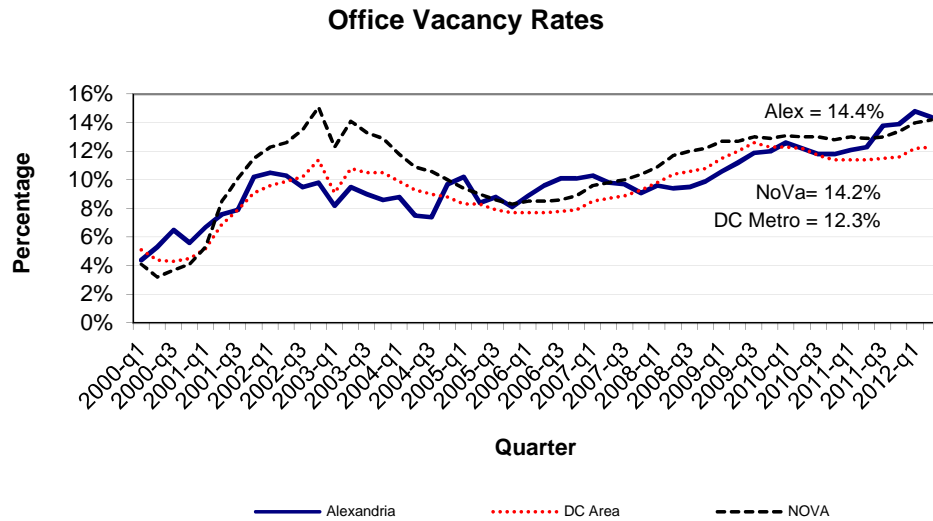 Office Vacancy Rates
Percentage
16%
14%
12%
10%
8%
6%
4%
2%
0%
Alex = 14.4%
NoVa= 14.2%
DC Metro = 12.3%
2000-q1
2000-q3
2001-q1
2001-q3
2002-q1
2002-q3
2003-q1
2003-q3
2004-q1
2004-q3
2005-q1
2005-q3
2006-q1
2006-q3
2007-q1
2007-q3
2008-q1
2008-q3
2009-q1
2009-q3
2010-q1
2010-q3
2011-q1
2011-q3
2012-q1
Quarter
Alexandria
DC Area
NOVA